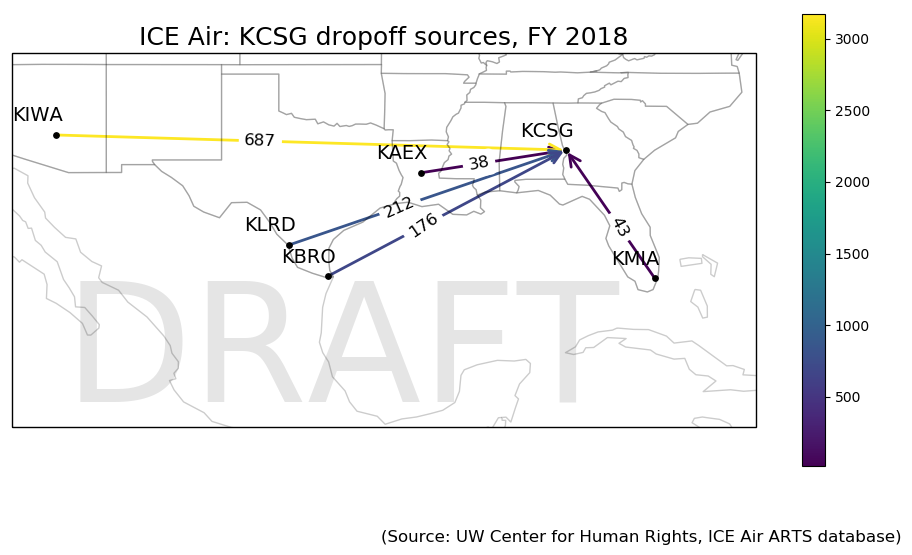 ICE Air: KCSG dropoff sources, FY 2018
KIWA
687
KCSG
KAEX
38
212
176
KLRD
KBRO
43
KMIA
DRAFT
3000
2500
2000
1500
1000
500
(Source: UW Center for Human Rights, ICE Air ARTS database)